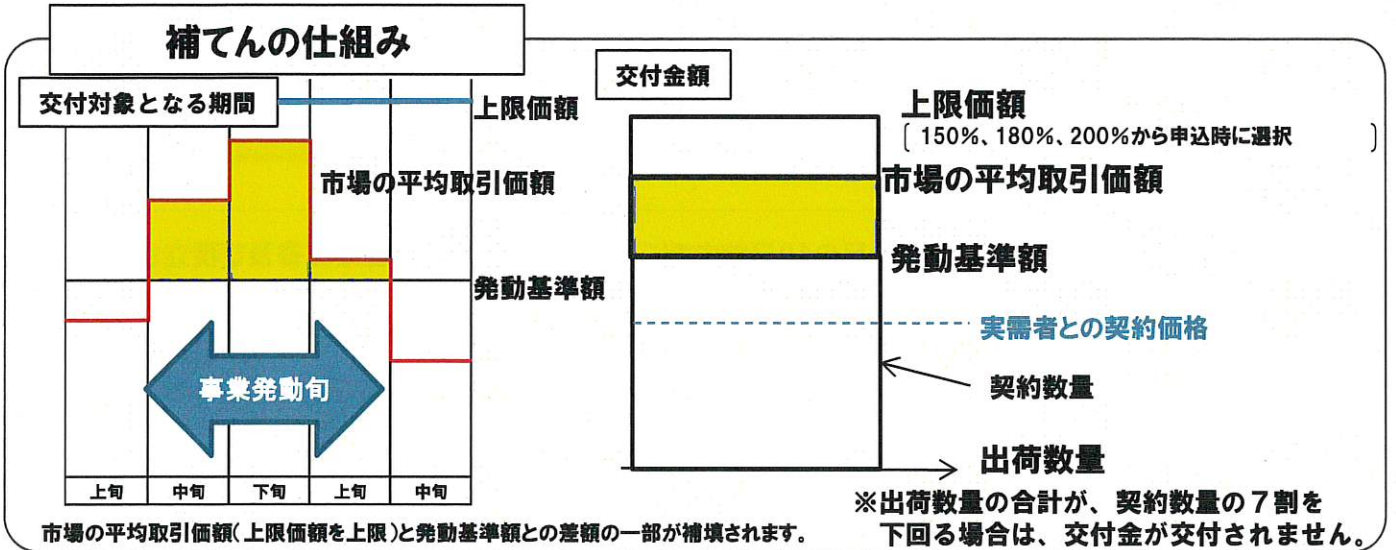 補てんの仕組み
交付対象となる期間
上限価額
市場の平均取引価額
発動基準額
事業発動旬
上旬 中旬 下旬 上旬 中旬
市場の平均取引価額(上限価額を上限)と発動基準額との差額の一部が補填されます。
交付金額
上限価額
[ 150%、180%、200%から申込時に選択 ]
市場の平均取引価額
発動基準額
実需者との契約価格
契約数量
出荷数量
※出荷数量の合計が、契約数量の7割を
下回る場合は、交付金が交付されません。